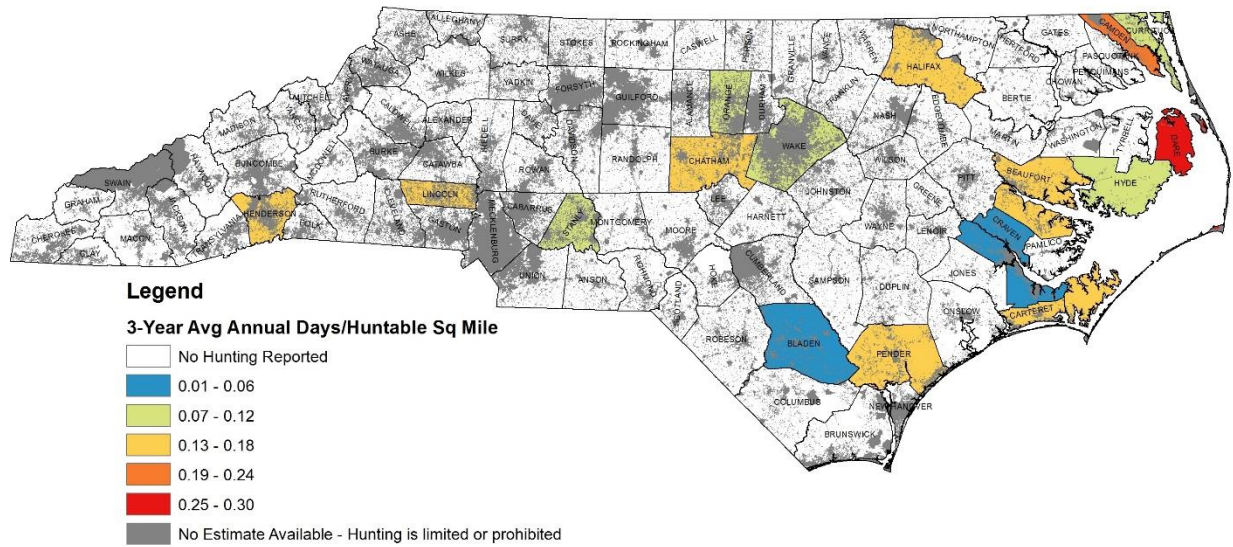 ALLEGHANY
ASHE
SURRY
STOKES
ROCKINGHAM
CASWELL
PERSON
GRANVILLE
VANCE
WARREN
NORTHAMPTON
HERTFORD
GATES
CAMDEN
CURRITUCK
PASQUOTANK
PERQUIMANS
CHOWAN
WATAUGA
WILKES
YADKIN
FORSYTH
GUILFORD
ALAMANCE
ORANGE
DURHAM
FRANKLIN
HALIFAX
BERTIE
MITCHELL
AVERY
CALDWELL
ALEXANDER
IREDELL
DAVIE
DAVIDSON
NASH
EDGECOMBE
MARTIN
WASHINGTON
TYRRELL
DARE
MADISON
YANCEY
BURKE
CATAWBA
ROWAN
RANDOLPH
CHATHAM
WAKE
WILSON
PITT
BEAUFORT
HYDE
SWAIN
HAYWOOD
BUNCOMBE
MCDOWELL
LINCOLN
CABARRUS
STANLY
MONTGOMERY
MOORE
LEE
HARNETT
JOHNSTON
GREENE
GRAHAM
JACKSON
HENDERSON
RUTHERFORD
CLEVELAND
GASTON
MECKLENBURG
WAYNE
LENOIR
CRAVEN
PAMLICO
CHEROKEE
MACON
CLAY
TRANSYLVANIA
POLK
UNION
ANSON
RICHMOND
HOKE
SCOTLAND
CUMBERLAND
SAMPSON
DUPLIN
JONES
ONSLOW
CARTERET
ROBESON
BLADEN
PENDER
COLUMBUS
NEW HANOVER
BRUNSWICK
Legend
3-Year Avg Annual Days/Huntable Sq Mile
No Hunting Reported
0.01 - 0.06
0.07 - 0.12
0.13 - 0.18
0.19 - 0.24
0.25 - 0.30
No Estimate Available - Hunting is limited or prohibited